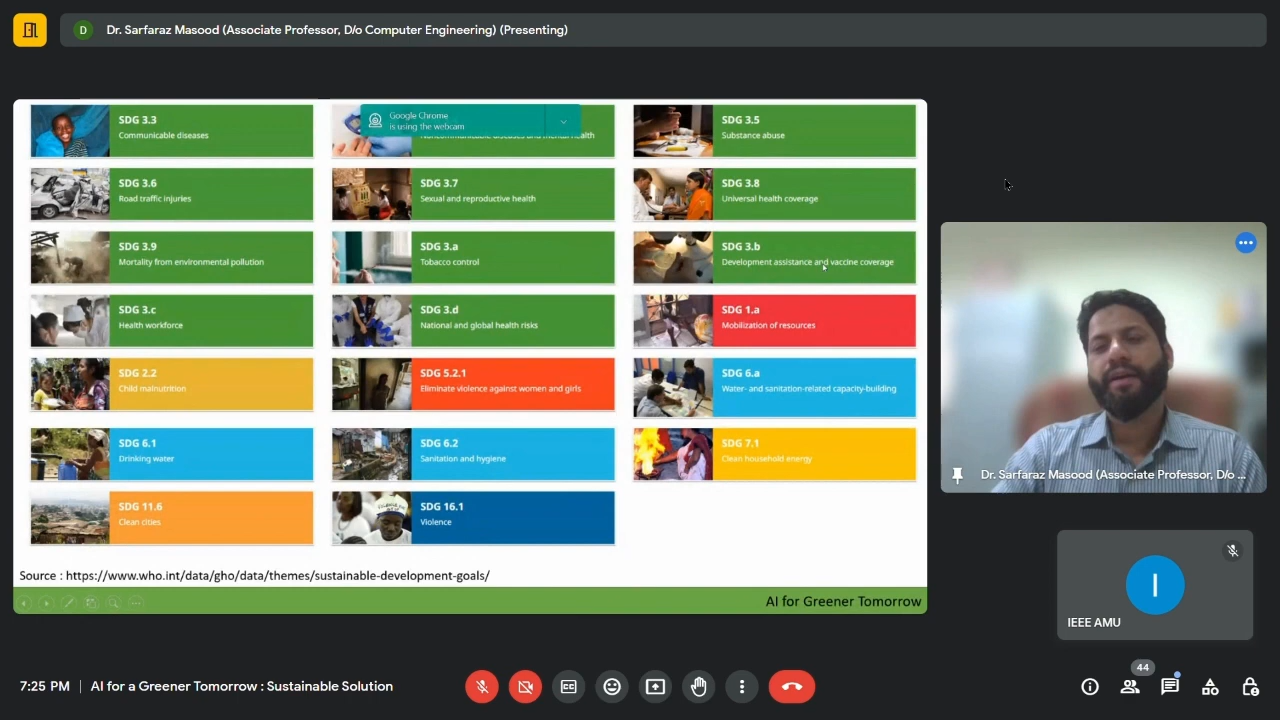 D Dr. Sarfaraz Masood (Associate Professor, D/o Computer Engineering) (Presenting)
SDG 3.3
Communicable diseases
Google Chrome
is using the webcam
Noncommunicable diseases and mental health
SDG 3.5
Substance abuse
SDG 3.6
Road traffic injuries
SDG 3.7
Sexual and reproductive health
SDG 3.8
Universal health coverage
SDG 3.9
Mortality from environmental pollution
SDG 3.a
Tobacco control
SDG 3.b
Development assistance and vaccine coverage
SDG 3.c
Health workforce
SDG 3.d
National and global health risks
SDG 1.a
Mobilization of resources
SDG 2.2
Child malnutrition
SDG 5.2.1
Eliminate violence against women and girls
SDG 6.a
Water- and sanitation-related capacity-building
SDG 6.1
Drinking water
SDG 6.2
Sanitation and hygiene
SDG 7.1
Clean household energy
SDG 11.6
Clean cities
SDG 16.1
Violence
Source : https://www.who.int/data/gho/data/themes/sustainable-development-goals/
AI for Greener Tomorrow
Dr. Sarfaraz Masood (Associate Professor, D/o ...
I
IEEE AMU
7:25 PM | AI for a Greener Tomorrow : Sustainable Solution
44